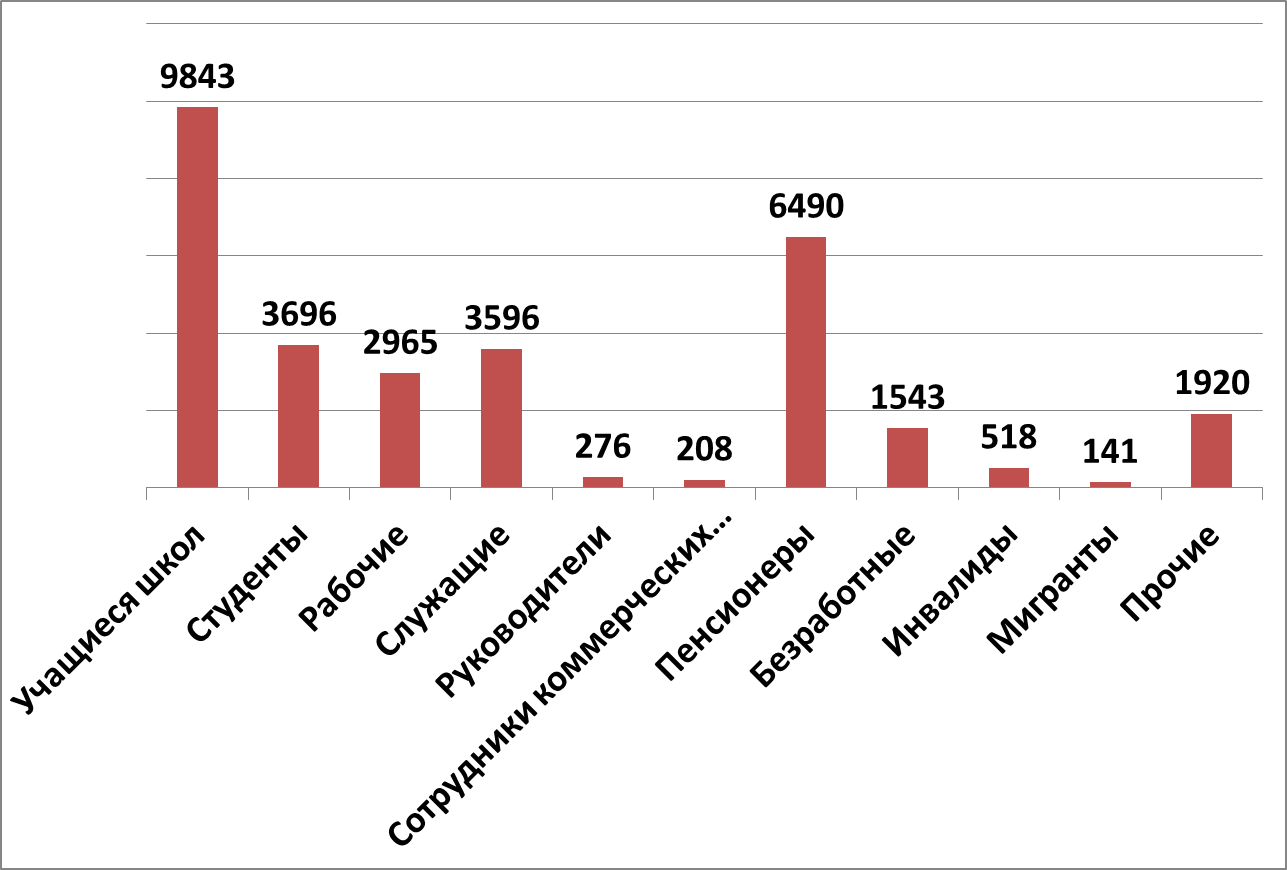 9843
3696
2965
3596
276
208
6490
1543
518
141
1920
Учащиеся школ
Студенты
Рабочие
Служащие
Руководители
Сотрудники коммерческих…
Пенсионеры
Безработные
Инвалиды
Мигранты
Прочие